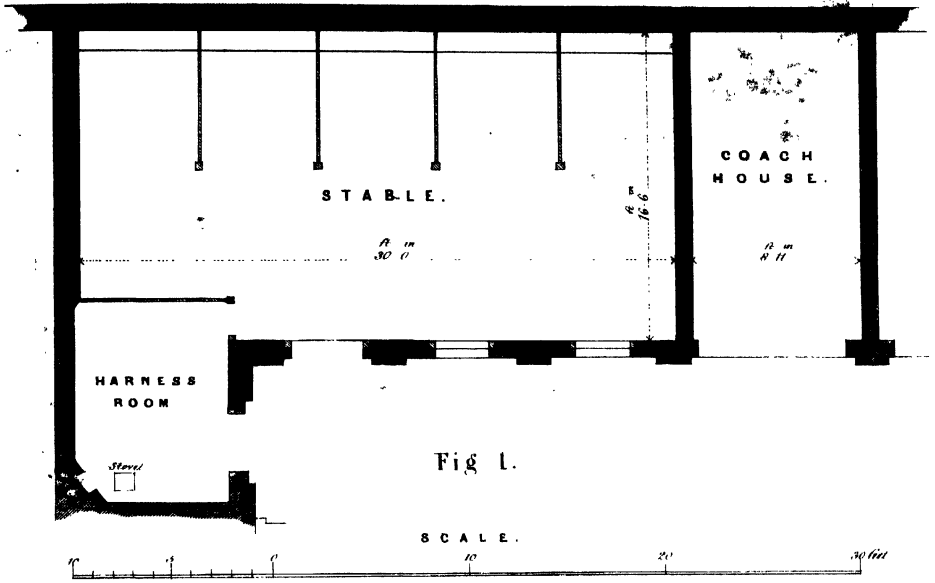 STABLE.
COACH
HOUSE.
ft in
16·6
ft in
30 0
ft in
8 11
HARNESS
ROOM
Stove
Fig 1.
SCALE.
10 5 0 10 20 30 feet